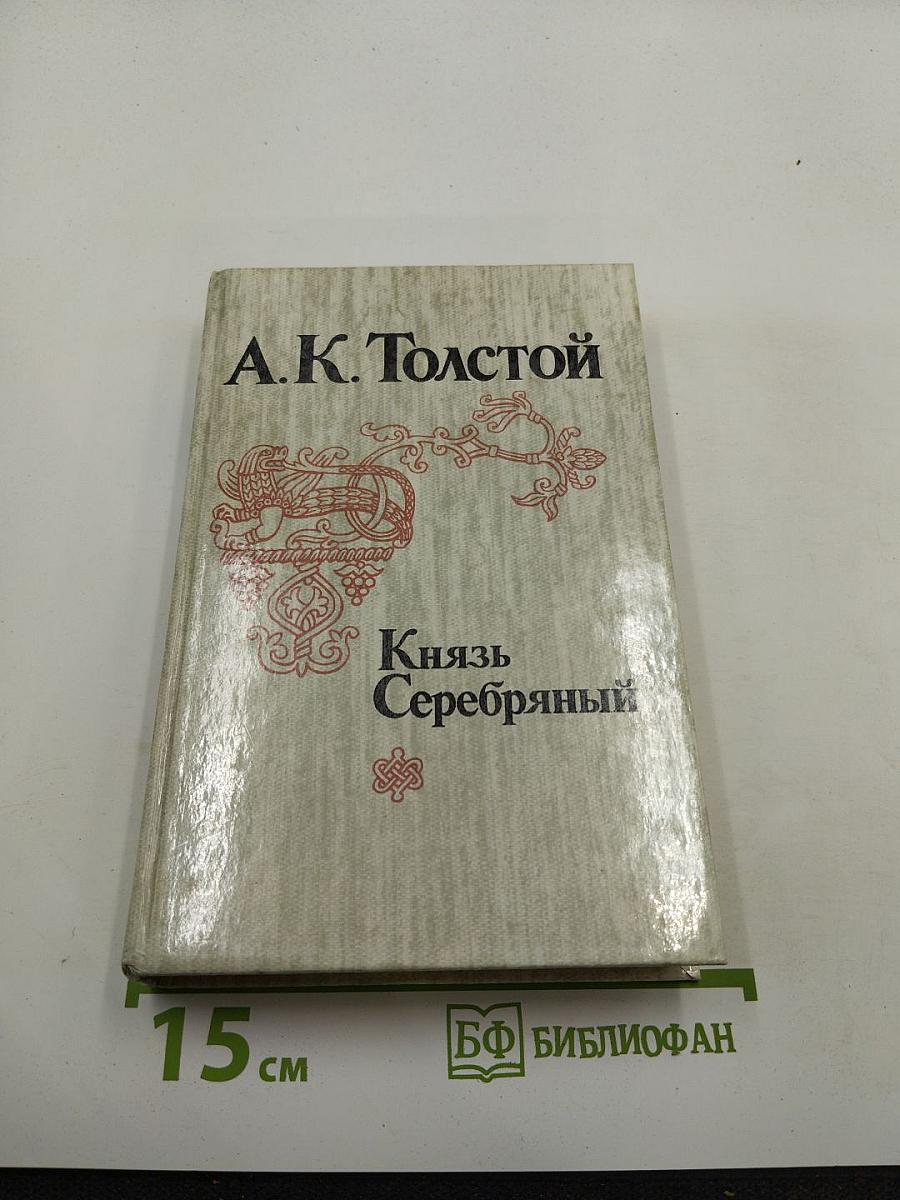 А.К.Толстой
Князь
Серебряный
15 см
БФ БИБЛИОФАН